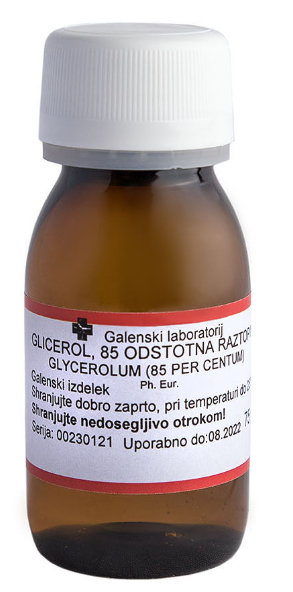 Galenski laboratorij
GLICEROL, 85 ODSTOTNA
GLYCEROLUM (85 PER CENTUM)
Ph. Eur.
Galenski izdelek
Shranjujte dobro zaprto, pri temperaturi do
Shranjujte nedosegljivo otrokom!
Serija: 00230121 Uporabno do:08.2022